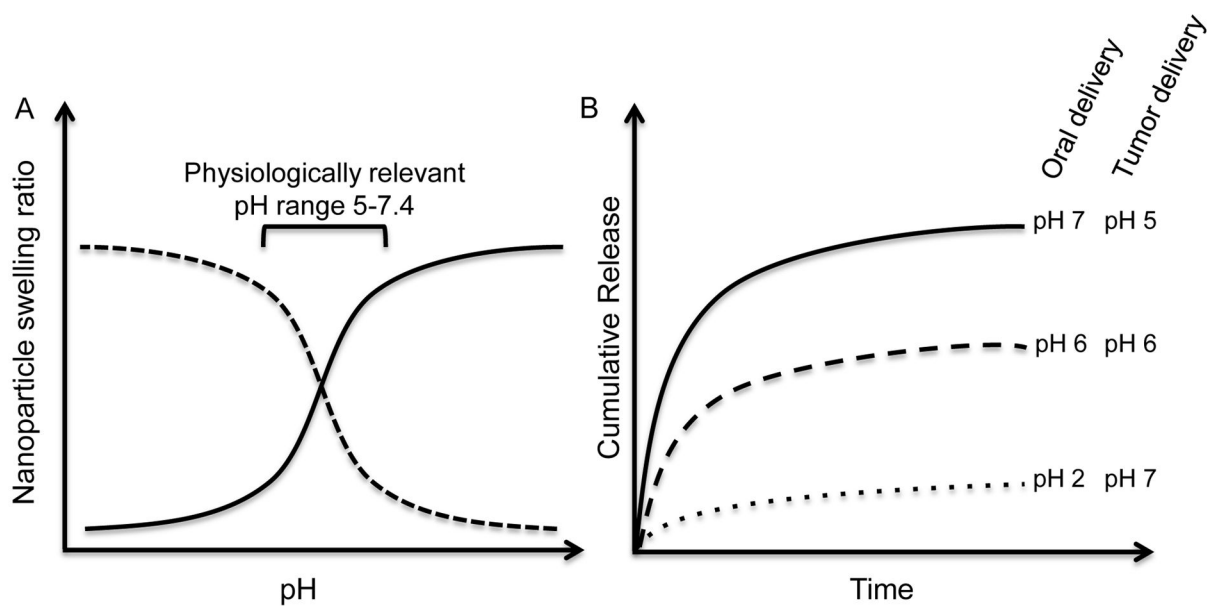 A
Nanoparticle swelling ratio
Physiologically relevant
pH range 5-7.4
pH
B
Cumulative Release
Oral delivery
Tumor delivery
pH 7 pH 5
pH 6 pH 6
pH 2 pH 7
Time